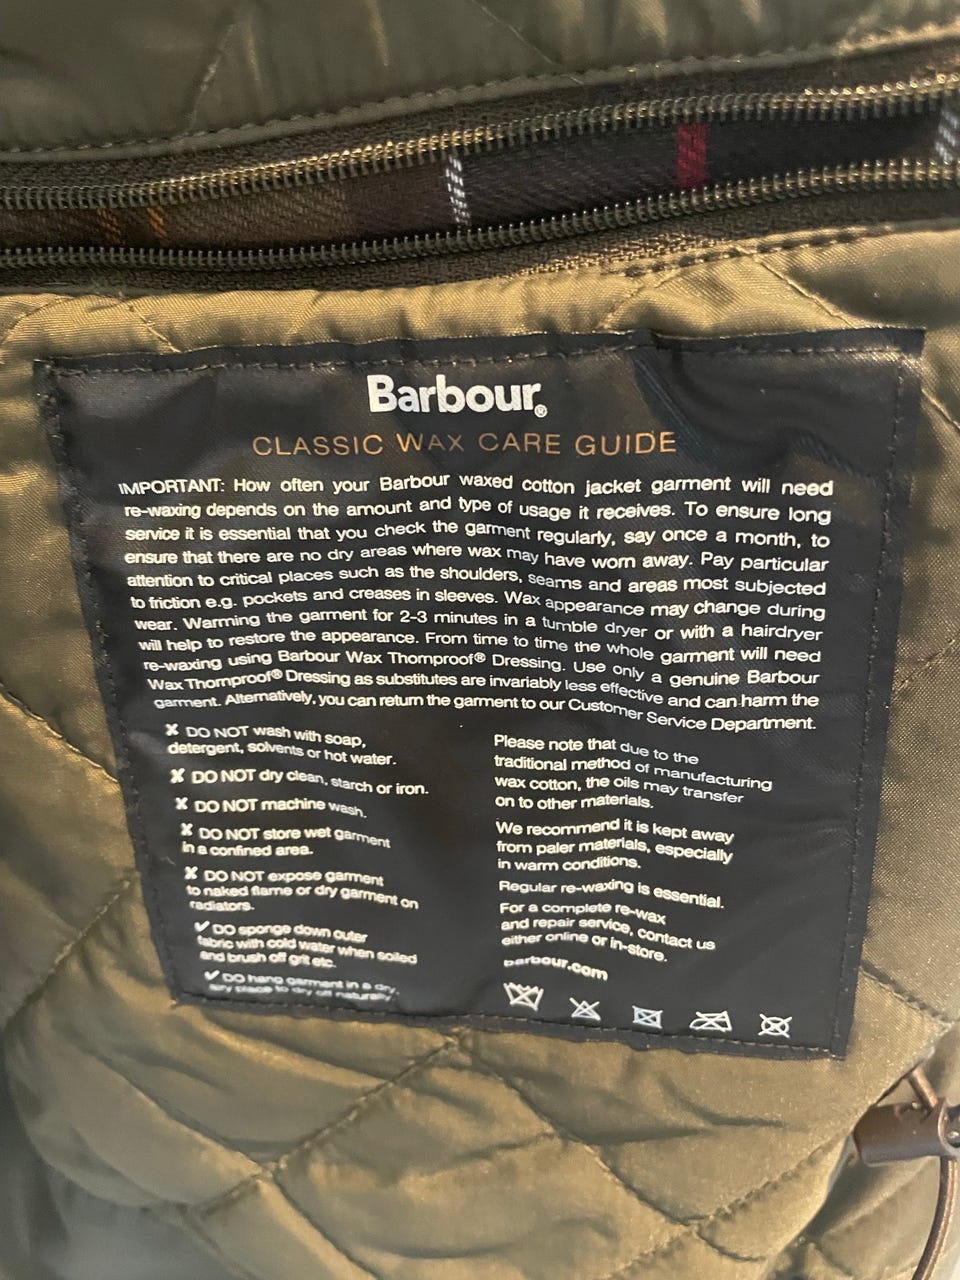 Barbour®
CLASSIC WAX CARE GUIDE
IMPORTANT: How often your Barbour waxed cotton jacket garment will need
re-waxing depends on the amount and type of usage it receives. To ensure long
service it is essential that you check the garment regularly, say once a month, to
ensure that there are no dry areas where wax may have worn away. Pay particular
attention to critical places such as the shoulders, seams and areas most subjected
to friction e.g. pockets and creases in sleeves. Wax appearance may change during
wear. Warming the garment for 2-3 minutes in a tumble dryer or with a hairdryer
will help to restore the appearance. From time to time the whole garment will need
re-waxing using Barbour Wax Thornproof® Dressing. Use only a genuine Barbour
Wax Thornproof® Dressing as substitutes are invariably less effective and can harm the
garment. Alternatively, you can return the garment to our Customer Service Department.
✘ DO NOT wash with soap,
detergent, solvents or hot water.
✘ DO NOT dry clean, starch or iron.
✘ DO NOT machine wash.
✘ DO NOT store wet garment
in a confined area.
✘ DO NOT expose garment
to naked flame or dry garment on
radiators.
✔ DO sponge down outer
fabric with cold water when soiled
and brush off grit etc.
✔ DO hang garment in a dry,
airy place to dry off naturally.
Please note that due to the
traditional method of manufacturing
wax cotton, the oils may transfer
on to other materials.
We recommend it is kept away
from paler materials, especially
in warm conditions.
Regular re-waxing is essential.
For a complete re-wax
and repair service, contact us
either online or in-store.
barbour.com